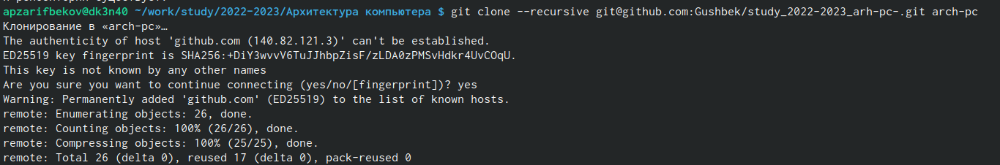 apzarifbekov@dk3n40 ~/work/study/2022-2023/Архитектура компьютера $ git clone --recursive git@github.com:Gushbek/study_2022-2023_arh-pc-.git arch-pc
Клонирование в «arch-pc»…
The authenticity of host 'github.com (140.82.121.3)' can't be established.
ED25519 key fingerprint is SHA256:+DiY3wvvV6TuJJhbpZisF/zLDA0zPMSvHdkr4UvCOqU.
This key is not known by any other names
Are you sure you want to continue connecting (yes/no/[fingerprint])? yes
Warning: Permanently added 'github.com' (ED25519) to the list of known hosts.
remote: Enumerating objects: 26, done.
remote: Counting objects: 100% (26/26), done.
remote: Compressing objects: 100% (25/25), done.
remote: Total 26 (delta 0), reused 17 (delta 0), pack-reused 0